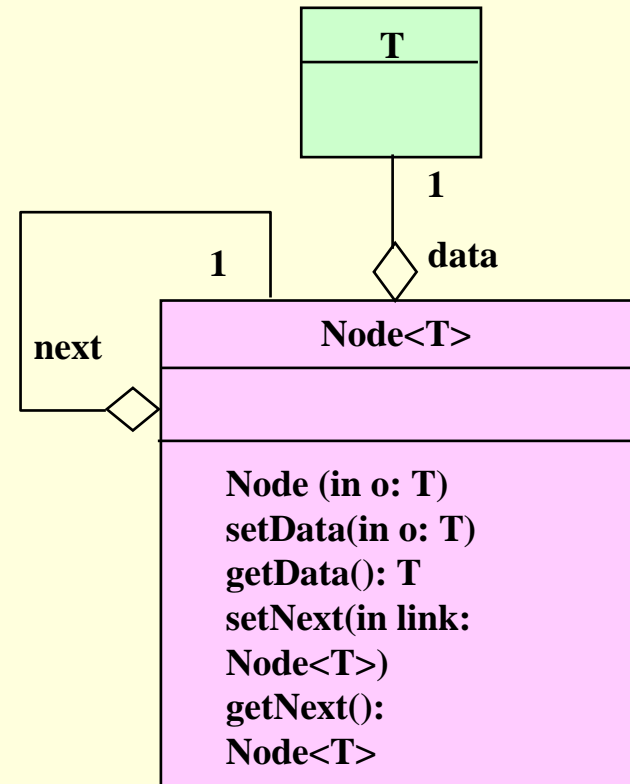 T
1
data
1
next
Node<T>
Node (in o: T)
setData(in o: T)
getData(): T
setNext(in link:
Node<T>)
getNext():
Node<T>